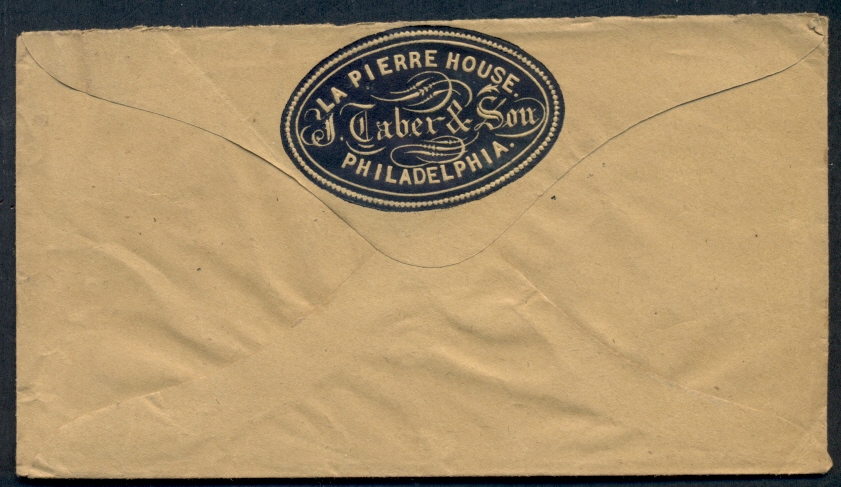 LA PIERRE HOUSE.
J. Taber & Son
PHILADELPHIA.